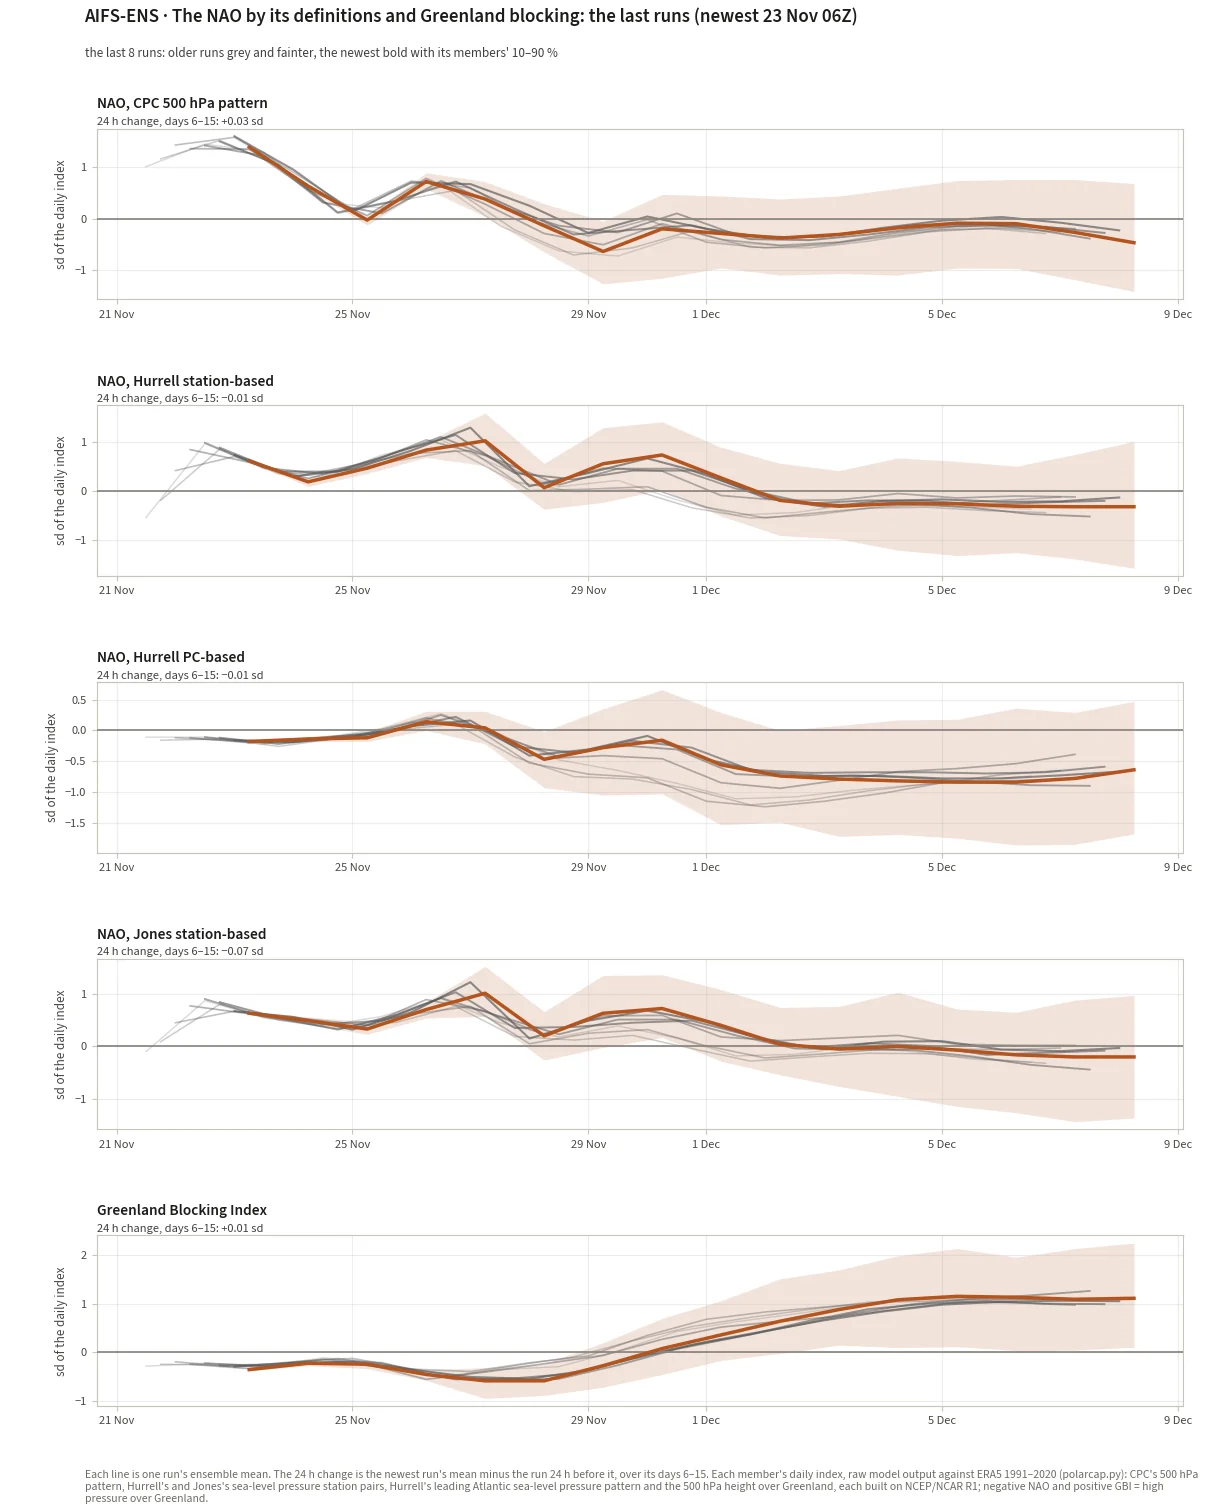 AIFS-ENS · The NAO by its definitions and Greenland blocking: the last runs (newest 23 Nov 06Z)
the last 8 runs: older runs grey and fainter, the newest bold with its members' 10–90 %
NAO, CPC 500 hPa pattern
24 h change, days 6–15: +0.03 sd
sd of the daily index
1
0
−1
21 Nov
25 Nov
29 Nov
1 Dec
5 Dec
9 Dec
NAO, Hurrell station-based
24 h change, days 6–15: −0.01 sd
sd of the daily index
1
0
−1
21 Nov
25 Nov
29 Nov
1 Dec
5 Dec
9 Dec
NAO, Hurrell PC-based
24 h change, days 6–15: −0.01 sd
sd of the daily index
0.5
0.0
−0.5
−1.0
−1.5
21 Nov
25 Nov
29 Nov
1 Dec
5 Dec
9 Dec
NAO, Jones station-based
24 h change, days 6–15: −0.07 sd
sd of the daily index
1
0
−1
21 Nov
25 Nov
29 Nov
1 Dec
5 Dec
9 Dec
Greenland Blocking Index
24 h change, days 6–15: +0.01 sd
sd of the daily index
2
1
0
−1
21 Nov
25 Nov
29 Nov
1 Dec
5 Dec
9 Dec
Each line is one run's ensemble mean. The 24 h change is the newest run's mean minus the run 24 h before it, over its days 6–15. Each member's daily index, raw model output against ERA5 1991–2020 (polarcap.py): CPC's 500 hPa
pattern, Hurrell's and Jones's sea-level pressure station pairs, Hurrell's leading Atlantic sea-level pressure pattern and the 500 hPa height over Greenland, each built on NCEP/NCAR R1; negative NAO and positive GBI = high
pressure over Greenland.